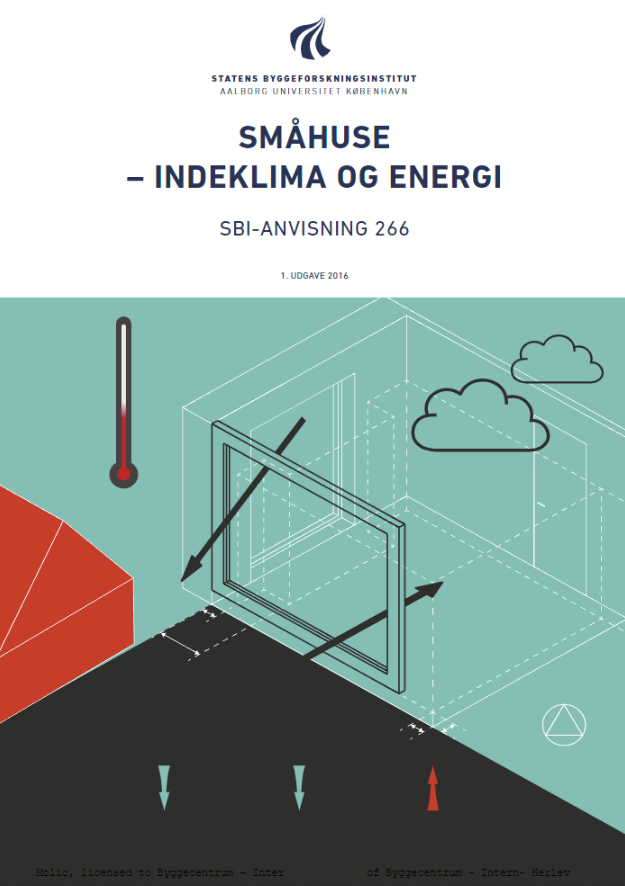 STATENS BYGGEFORSKNINGSINSTITUT
AALBORG UNIVERSITET KØBENHAVN
SMÅHUSE
– INDEKLIMA OG ENERGI
SBI-ANVISNING 266
1. UDGAVE 2016
Molio, licensed to Byggecentrum - Inter of Byggecentrum - Intern- Herlev